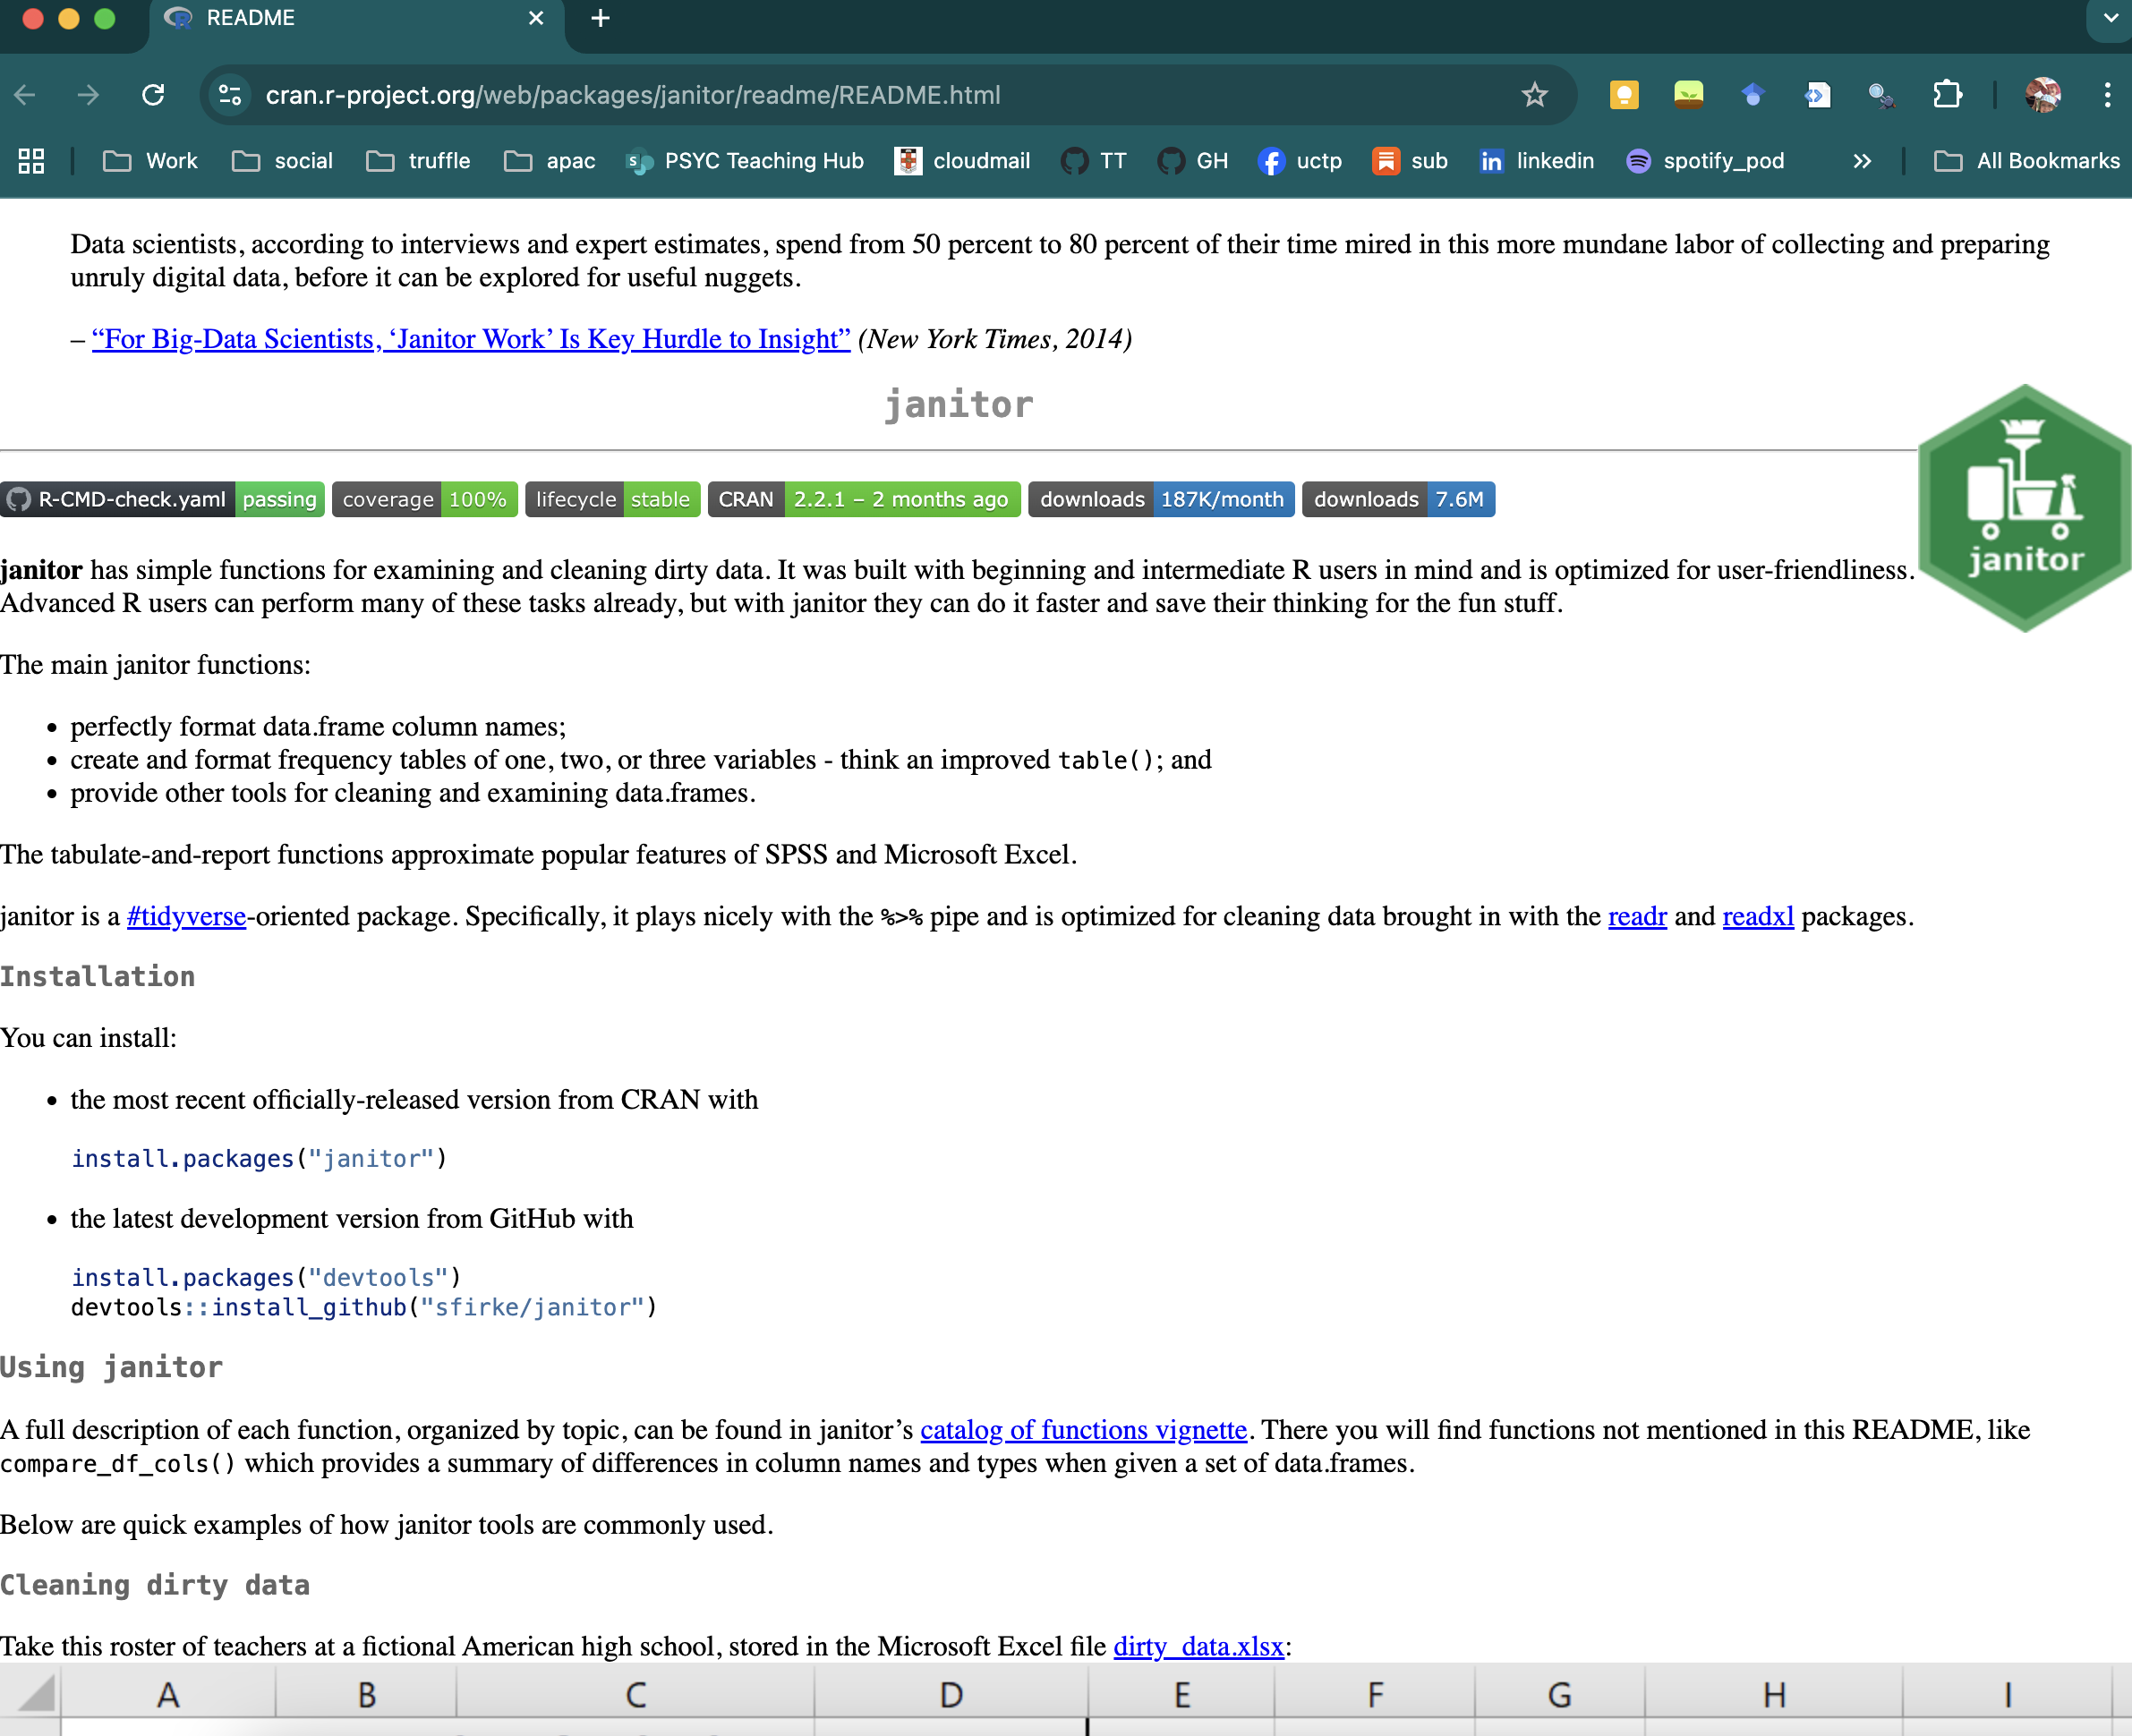 README
cran.r-project.org/web/packages/janitor/readme/README.html
Work social truffle apac PSYC Teaching Hub cloudmail TT GH uctp sub linkedin spotify_pod » All Bookmarks
Data scientists, according to interviews and expert estimates, spend from 50 percent to 80 percent of their time mired in this more mundane labor of collecting and preparing
unruly digital data, before it can be explored for useful nuggets.
– “For Big-Data Scientists, ‘Janitor Work’ Is Key Hurdle to Insight” (New York Times, 2014)
janitor
janitor
R-CMD-check.yaml passing coverage 100% lifecycle stable CRAN 2.2.1 – 2 months ago downloads 187K/month downloads 7.6M
janitor has simple functions for examining and cleaning dirty data. It was built with beginning and intermediate R users in mind and is optimized for user-friendliness.
Advanced R users can perform many of these tasks already, but with janitor they can do it faster and save their thinking for the fun stuff.
The main janitor functions:
• perfectly format data.frame column names;
• create and format frequency tables of one, two, or three variables - think an improved table(); and
• provide other tools for cleaning and examining data.frames.
The tabulate-and-report functions approximate popular features of SPSS and Microsoft Excel.
janitor is a #tidyverse-oriented package. Specifically, it plays nicely with the %>% pipe and is optimized for cleaning data brought in with the readr and readxl packages.
Installation
You can install:
• the most recent officially-released version from CRAN with
install.packages("janitor")
• the latest development version from GitHub with
install.packages("devtools")
devtools::install_github("sfirke/janitor")
Using janitor
A full description of each function, organized by topic, can be found in janitor’s catalog of functions vignette. There you will find functions not mentioned in this README, like
compare_df_cols() which provides a summary of differences in column names and types when given a set of data.frames.
Below are quick examples of how janitor tools are commonly used.
Cleaning dirty data
Take this roster of teachers at a fictional American high school, stored in the Microsoft Excel file dirty_data.xlsx:
A B C D E F G H I